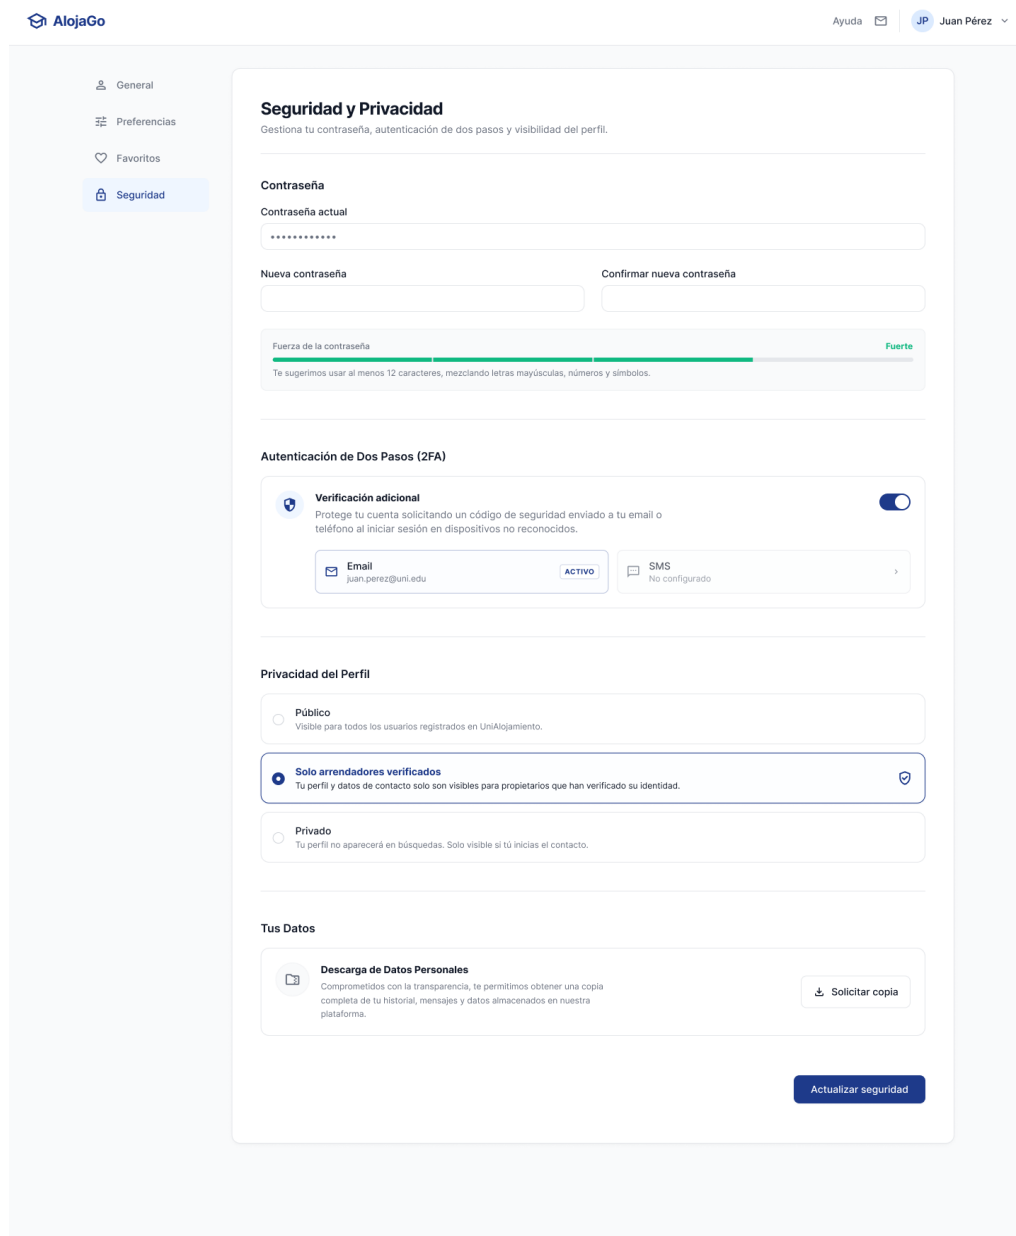 AlojaGo
Ayuda
JP
Juan Pérez
General
Preferencias
Favoritos
Seguridad
Seguridad y Privacidad
Gestiona tu contraseña, autenticación de dos pasos y visibilidad del perfil.
Contraseña
Contraseña actual
••••••••••••
Nueva contraseña
Confirmar nueva contraseña
Fuerza de la contraseña
Fuerte
Te sugerimos usar al menos 12 caracteres, mezclando letras mayúsculas, números y símbolos.
Autenticación de Dos Pasos (2FA)
Verificación adicional
Protege tu cuenta solicitando un código de seguridad enviado a tu email o
teléfono al iniciar sesión en dispositivos no reconocidos.
Email
juan.perez@uni.edu
ACTIVO
SMS
No configurado
Privacidad del Perfil
Público
Visible para todos los usuarios registrados en UniAlojamiento.
Solo arrendadores verificados
Tu perfil y datos de contacto solo son visibles para propietarios que han verificado su identidad.
Privado
Tu perfil no aparecerá en búsquedas. Solo visible si tú inicias el contacto.
Tus Datos
Descarga de Datos Personales
Comprometidos con la transparencia, te permitimos obtener una copia
completa de tu historial, mensajes y datos almacenados en nuestra
plataforma.
Solicitar copia
Actualizar seguridad